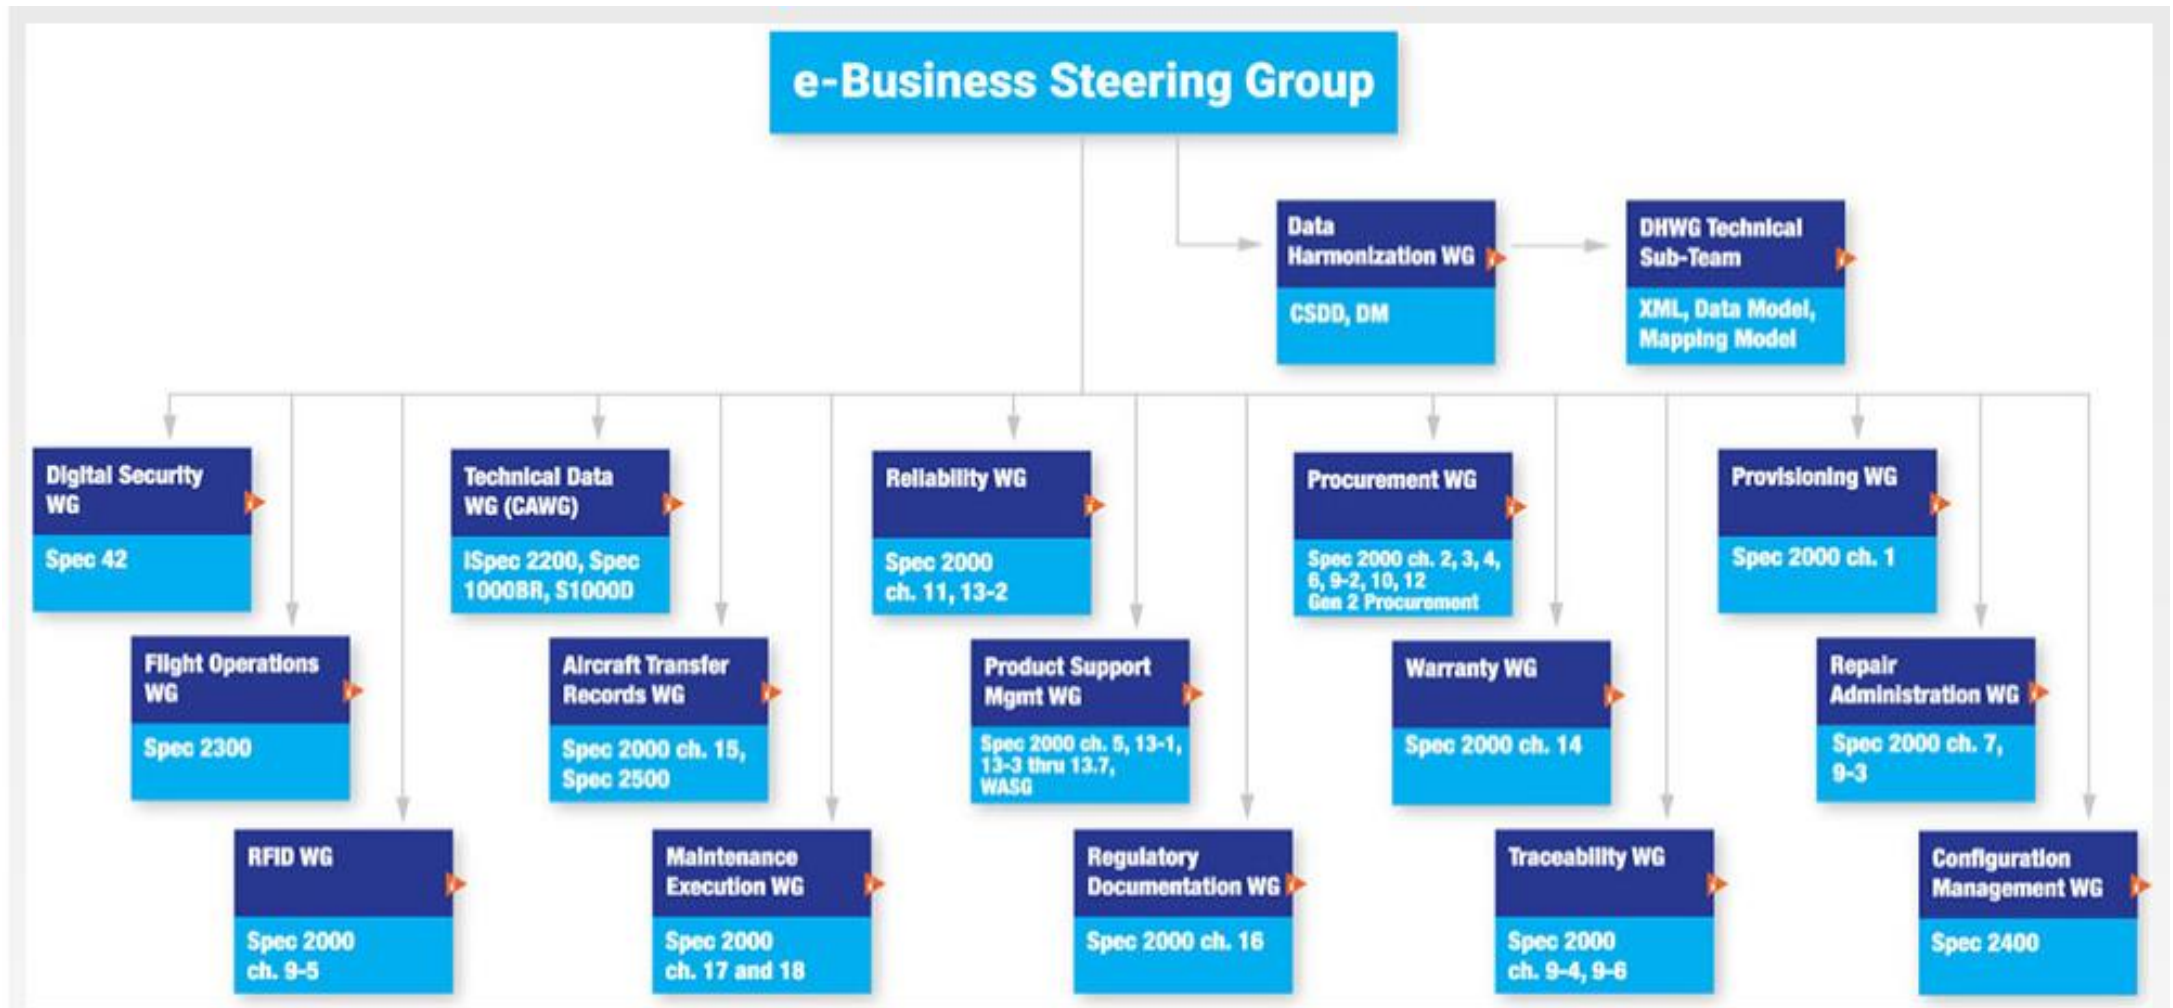 e-Business Steering Group
Data
Harmonization WG
CSDD, DM
DHWG Technical
Sub-Team
XML, Data Model,
Mapping Model
Digital Security
WG
Spec 42
Technical Data
WG (CAWG)
iSpec 2200, Spec
1000BR, S1000D
Reliability WG
Spec 2000
ch. 11, 13-2
Procurement WG
Spec 2000 ch. 2, 3, 4,
6, 9-2, 10, 12
Gen 2 Procurement
Provisioning WG
Spec 2000 ch. 1
Flight Operations
WG
Spec 2300
Aircraft Transfer
Records WG
Spec 2000 ch. 15,
Spec 2500
Product Support
Mgmt WG
Spec 2000 ch. 5, 13-1,
13-3 thru 13.7,
WASG
Warranty WG
Spec 2000 ch. 14
Repair
Administration WG
Spec 2000 ch. 7,
9-3
RFID WG
Spec 2000
ch. 9-5
Maintenance
Execution WG
Spec 2000
ch. 17 and 18
Regulatory
Documentation WG
Spec 2000 ch. 16
Traceability WG
Spec 2000
ch. 9-4, 9-6
Configuration
Management WG
Spec 2400